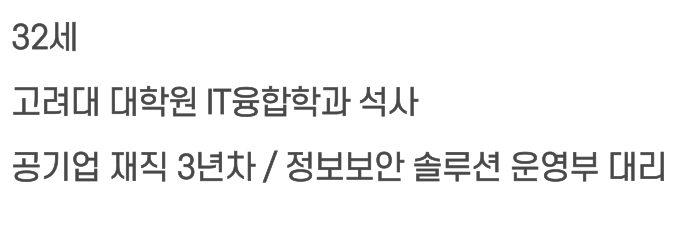 32세
고려대 대학원 IT융합학과 석사
공기업 재직 3년차 / 정보보안 솔루션 운영부 대리